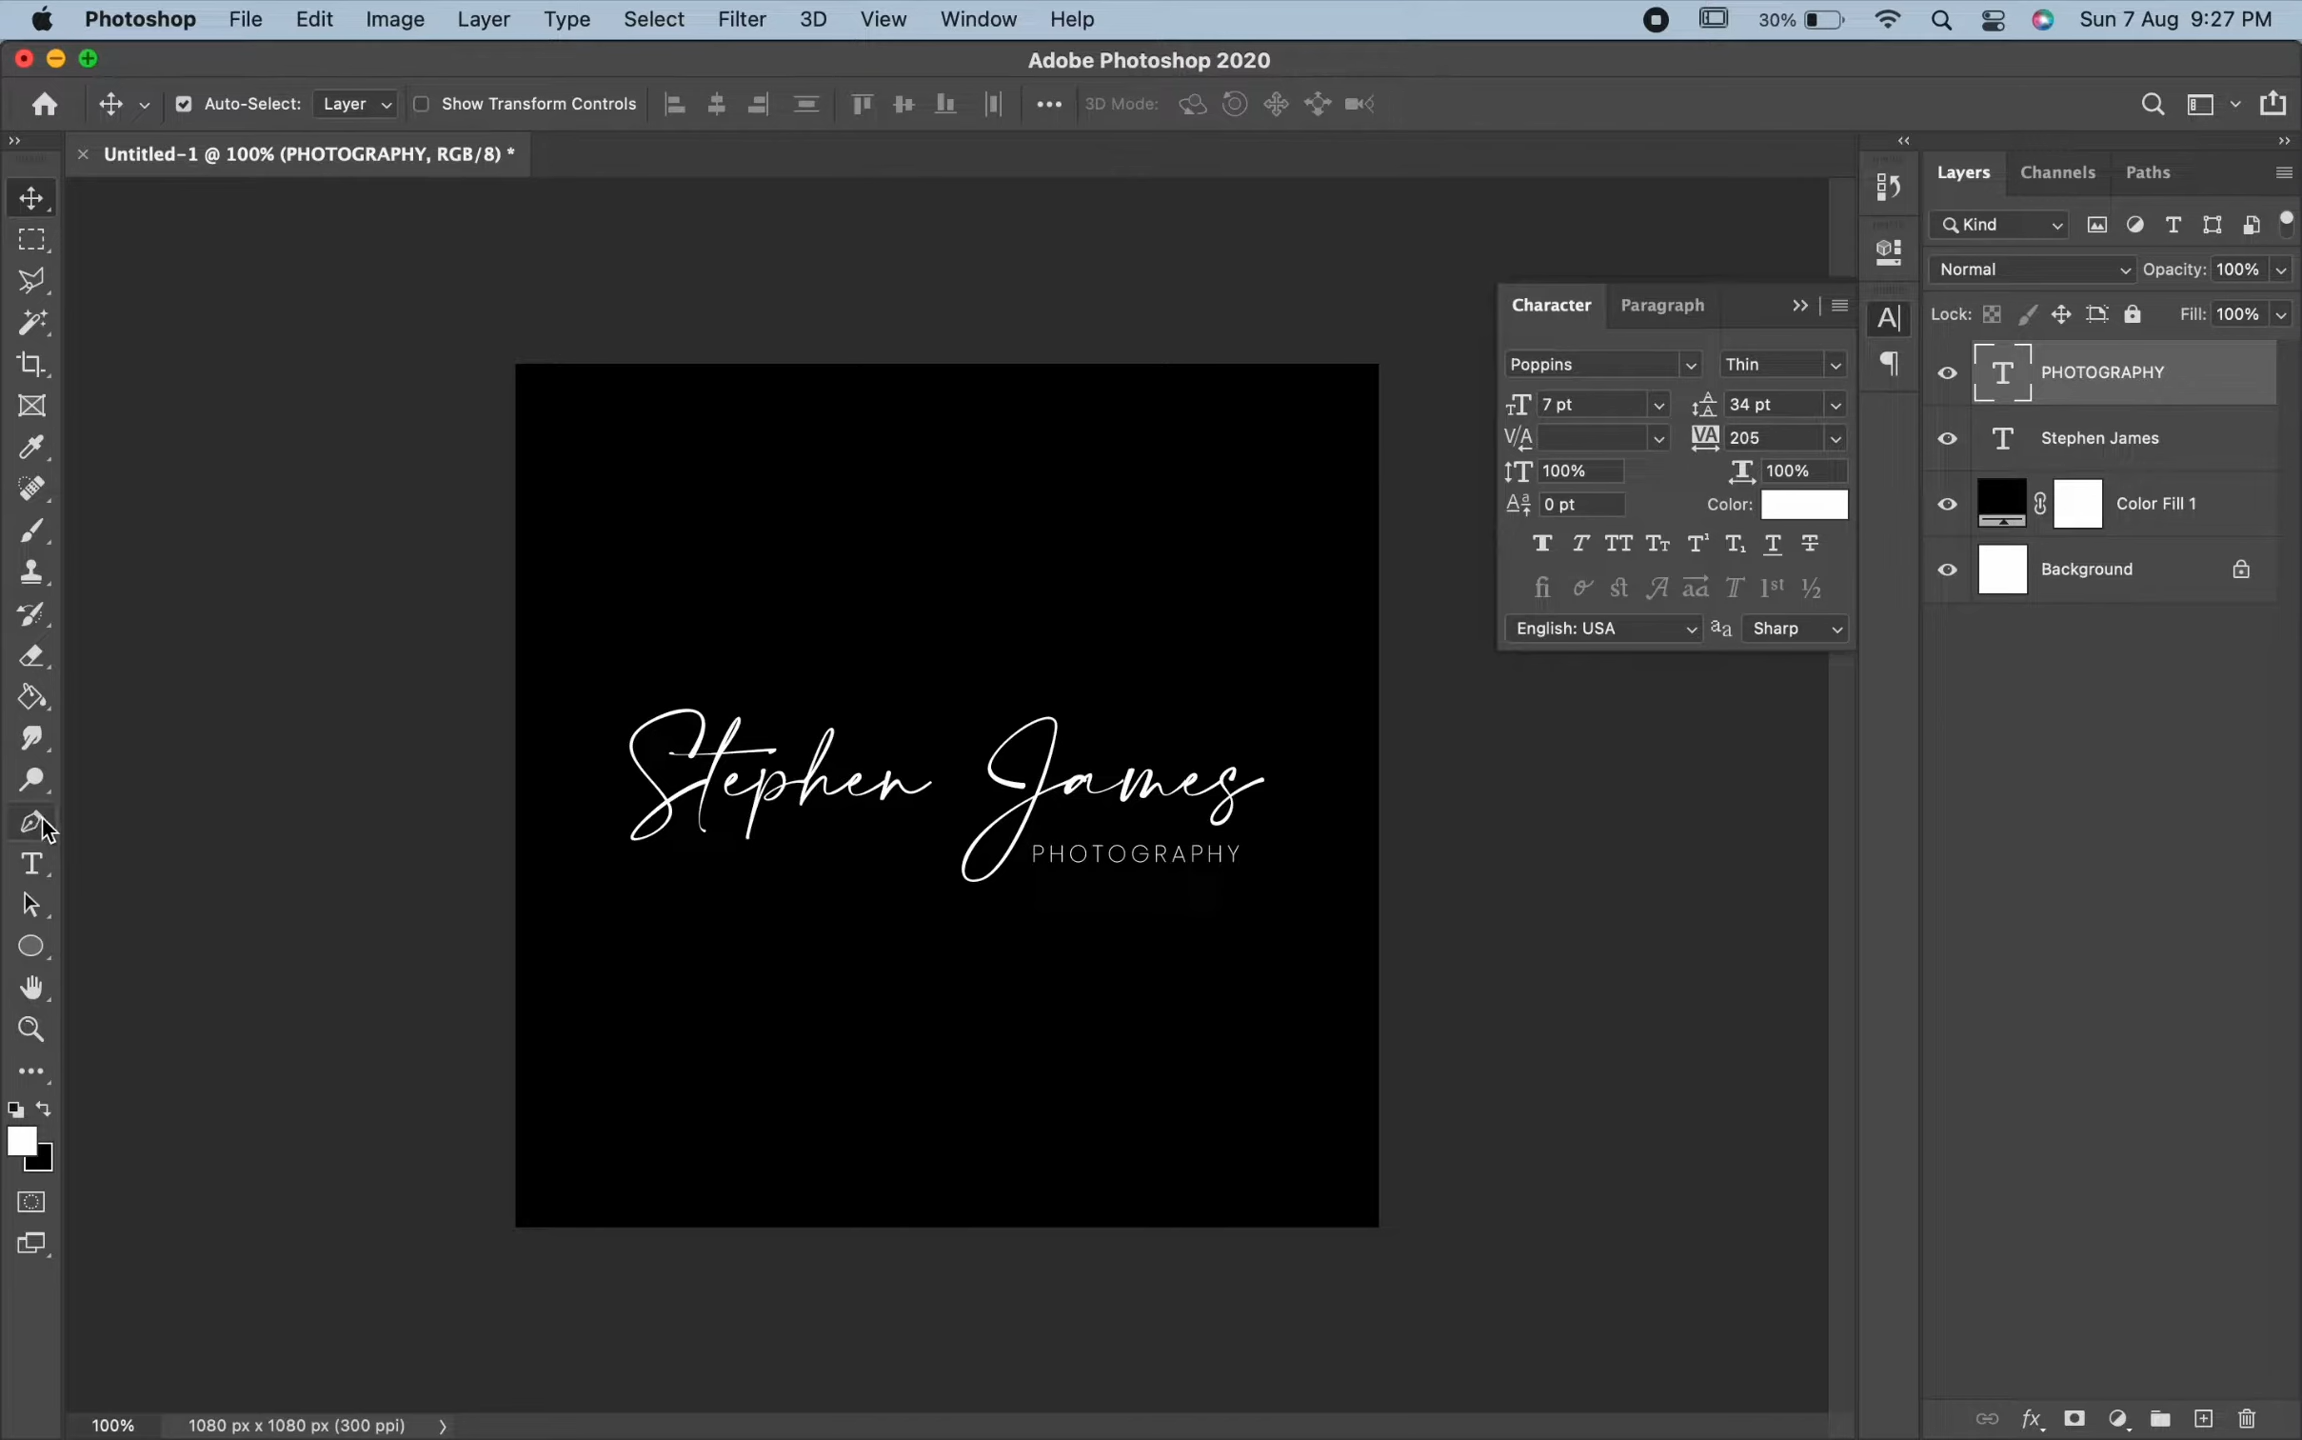 Photoshop File Edit Image Layer Type Select Filter 3D View Window Help 30% Sun 7 Aug 9:27 PM
Adobe Photoshop 2020
Auto-Select: Layer Show Transform Controls 3D Mode:
Untitled-1 @ 100% (PHOTOGRAPHY, RGB/8) *
Layers Channels Paths
Kind
Normal Opacity: 100%
Lock: Fill: 100%
PHOTOGRAPHY
Stephen James
Color Fill 1
Background
Character Paragraph
Poppins Thin
7 pt 34 pt
205
100% 100%
0 pt Color:
English: USA Sharp
Stephen James
PHOTOGRAPHY
100% 1080 px x 1080 px (300 ppi)